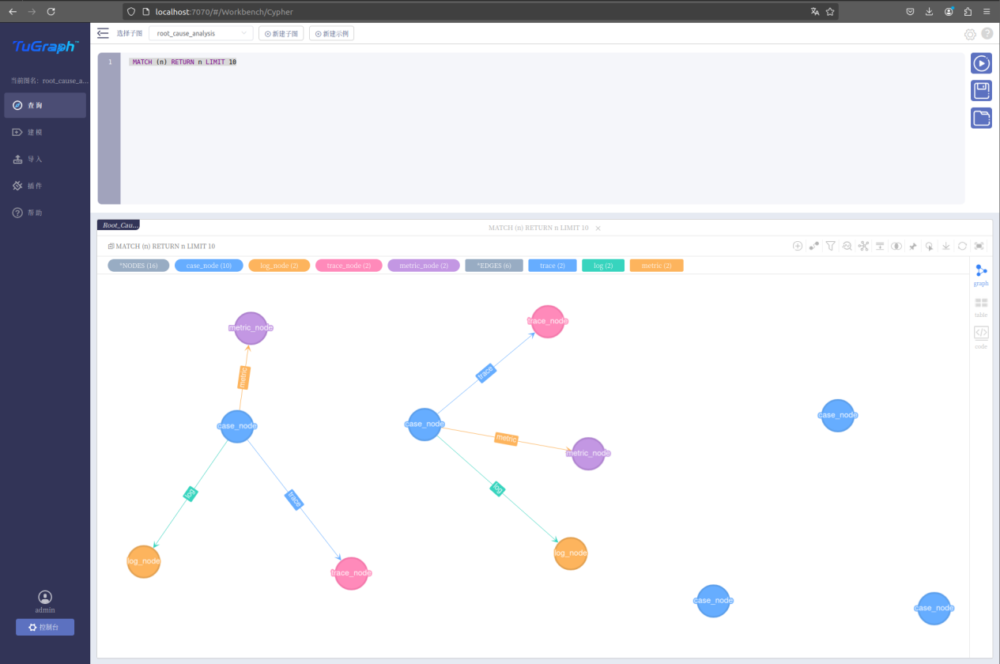 localhost:7070/#/Workbench/Cypher
TuGraph™
选择子图 root_cause_analysis 新建子图 新建示例
当前图名: root_cause_a...
查询
建模
导入
插件
帮助
admin
控制台
1 MATCH (n) RETURN n LIMIT 10
Root_Cau...
MATCH (n) RETURN n LIMIT 10
MATCH (n) RETURN n LIMIT 10
*NODES (16) case_node (10) log_node (2) trace_node (2) metric_node (2) *EDGES (6) trace (2) log (2) metric (2)
graph
table
code
metric_node
metric
case_node
log
trace
log_node
trace_node
trace_node
trace
case_node
metric
metric_node
log
log_node
case_node
case_node
case_node